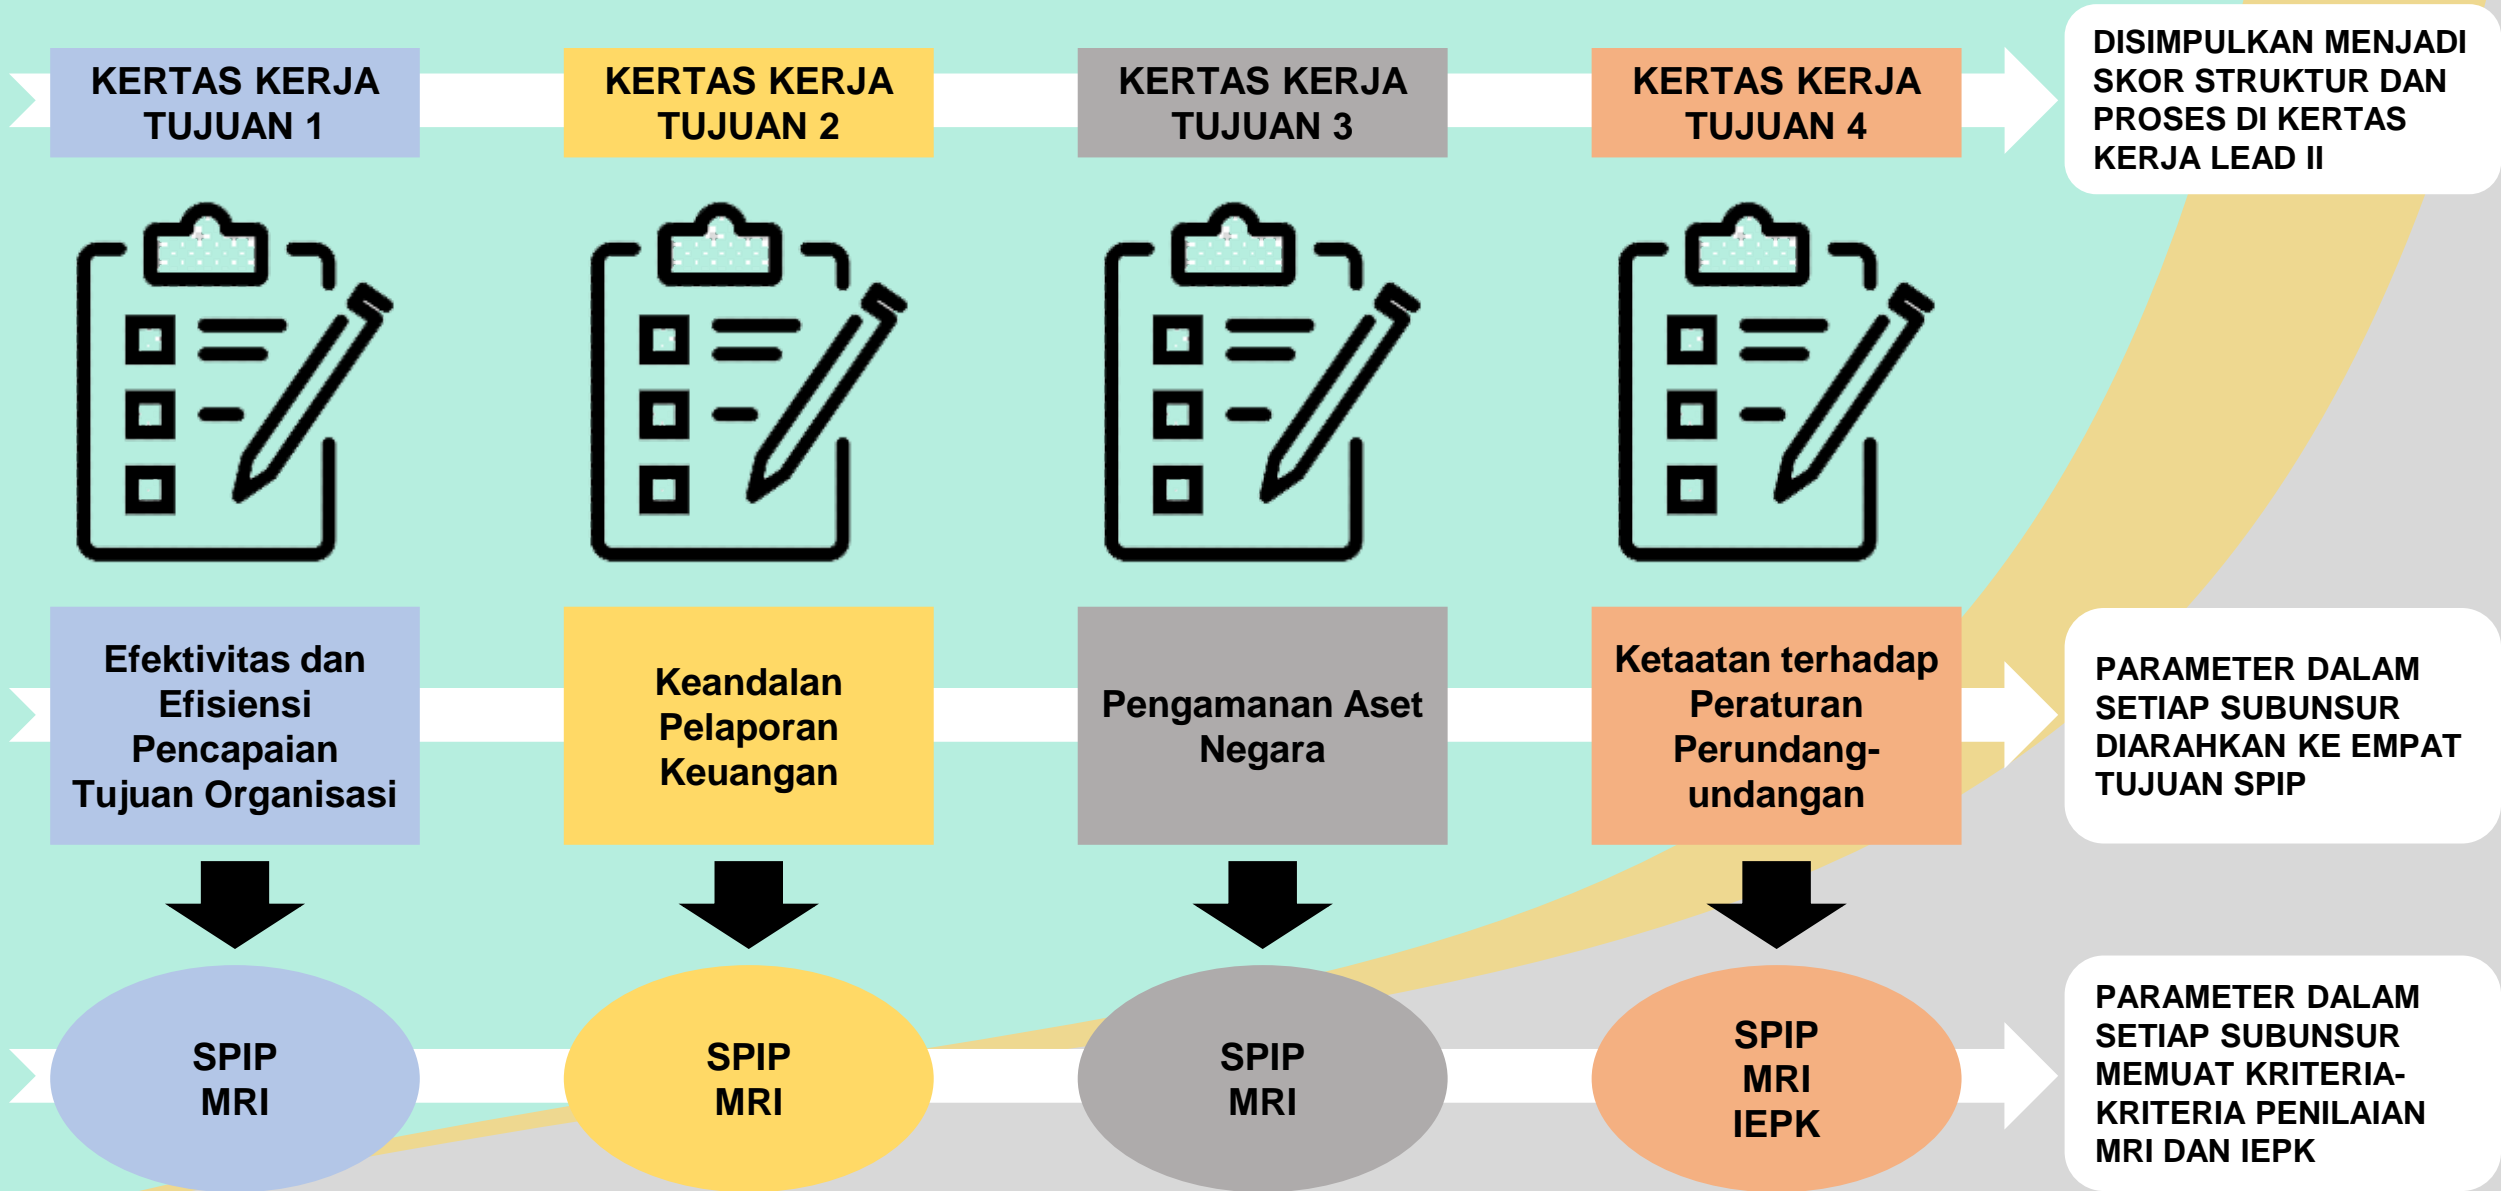 KERTAS KERJA
TUJUAN 1
KERTAS KERJA
TUJUAN 2
KERTAS KERJA
TUJUAN 3
KERTAS KERJA
TUJUAN 4
DISIMPULKAN MENJADI
SKOR STRUKTUR DAN
PROSES DI KERTAS
KERJA LEAD II
Efektivitas dan
Efisiensi
Pencapaian
Tujuan Organisasi
Keandalan
Pelaporan
Keuangan
Pengamanan Aset
Negara
Ketaatan terhadap
Peraturan
Perundang-
undangan
PARAMETER DALAM
SETIAP SUBUNSUR
DIARAHKAN KE EMPAT
TUJUAN SPIP
SPIP
MRI
SPIP
MRI
SPIP
MRI
SPIP
MRI
IEPK
PARAMETER DALAM
SETIAP SUBUNSUR
MEMUAT KRITERIA-
KRITERIA PENILAIAN
MRI DAN IEPK